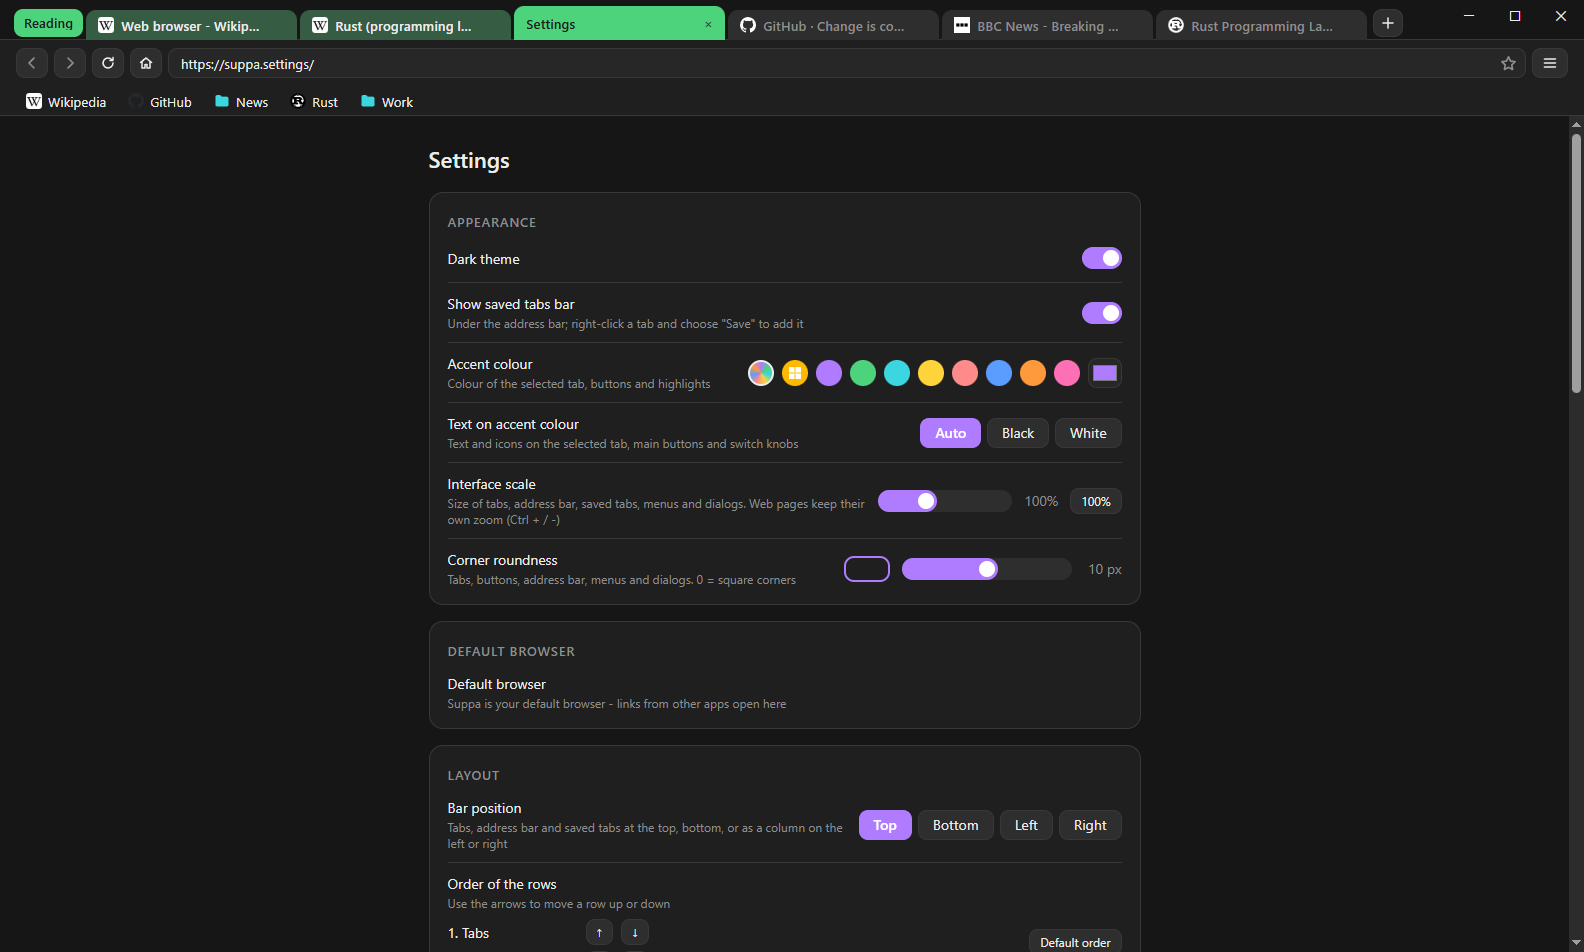 Reading
Web browser - Wikip...
Rust (programming l...
Settings
GitHub · Change is co...
BBC News - Breaking ...
Rust Programming La...
https://suppa.settings/
Wikipedia
GitHub
News
Rust
Work
Settings
APPEARANCE
Dark theme
Show saved tabs bar
Under the address bar; right-click a tab and choose "Save" to add it
Accent colour
Colour of the selected tab, buttons and highlights
Text on accent colour
Text and icons on the selected tab, main buttons and switch knobs
Auto
Black
White
Interface scale
Size of tabs, address bar, saved tabs, menus and dialogs. Web pages keep their
own zoom (Ctrl + / -)
100%
100%
Corner roundness
Tabs, buttons, address bar, menus and dialogs. 0 = square corners
10 px
DEFAULT BROWSER
Default browser
Suppa is your default browser - links from other apps open here
LAYOUT
Bar position
Tabs, address bar and saved tabs at the top, bottom, or as a column on the
left or right
Top
Bottom
Left
Right
Order of the rows
Use the arrows to move a row up or down
1. Tabs
↑
↓
Default order